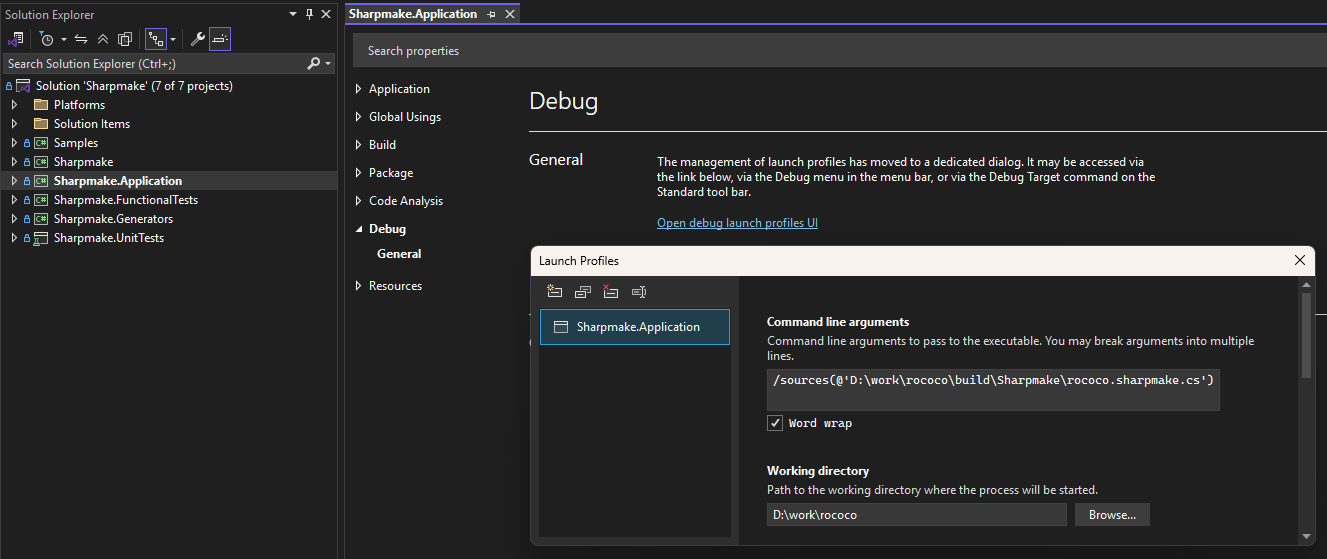 Solution Explorer
Search Solution Explorer (Ctrl+;)
Solution 'Sharpmake' (7 of 7 projects)
Platforms
Solution Items
Samples
Sharpmake
Sharpmake.Application
Sharpmake.FunctionalTests
Sharpmake.Generators
Sharpmake.UnitTests
Sharpmake.Application
Search properties
Application
Global Usings
Build
Package
Code Analysis
Debug
General
Resources
Debug
General
The management of launch profiles has moved to a dedicated dialog. It may be accessed via
the link below, via the Debug menu in the menu bar, or via the Debug Target command on the
Standard tool bar.
Open debug launch profiles UI
Launch Profiles
Sharpmake.Application
Command line arguments
Command line arguments to pass to the executable. You may break arguments into multiple
lines.
/sources(@'D:\work\rococo\build\Sharpmake\rococo.sharpmake.cs')
Word wrap
Working directory
Path to the working directory where the process will be started.
D:\work\rococo
Browse...